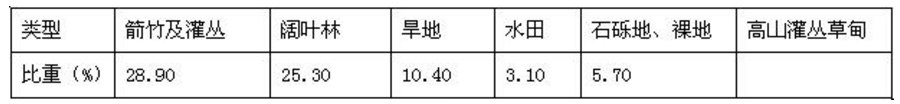 类型 箭竹及灌丛 阔叶林 旱地 水田 石砾地、裸地 高山灌丛草甸
比重（%） 28.90 25.30 10.40 3.10 5.70